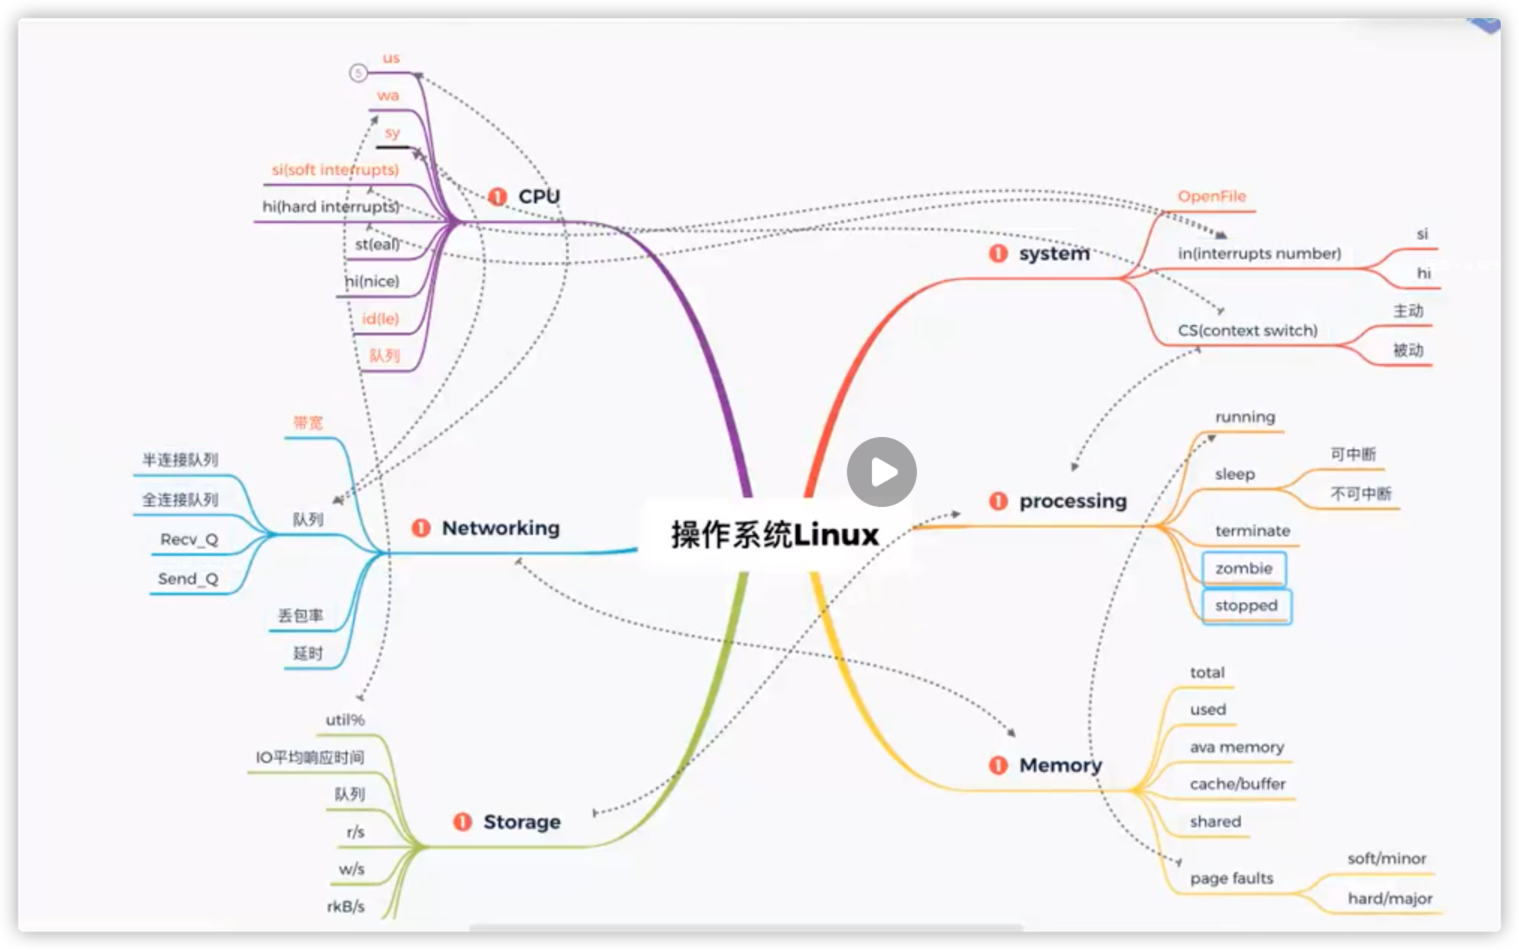 操作系统Linux
CPU
us
5
wa
sy
si(soft interrupts)
hi(hard interrupts)
st(eal)
hi(nice)
id(le)
队列
Networking
带宽
队列
半连接队列
全连接队列
Recv_Q
Send_Q
丢包率
延时
Storage
util%
IO平均响应时间
队列
r/s
w/s
rkB/s
system
OpenFile
in(interrupts number)
si
hi
CS(context switch)
主动
被动
processing
running
sleep
可中断
不可中断
terminate
zombie
stopped
Memory
total
used
ava memory
cache/buffer
shared
page faults
soft/minor
hard/major